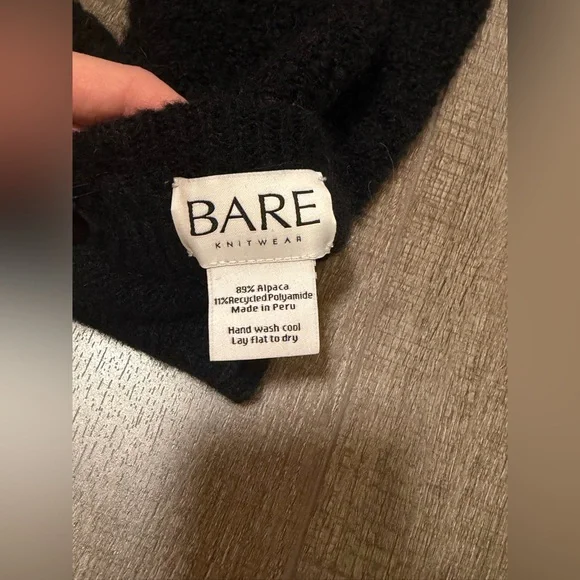 BARE
KNITWEAR
89% Alpaca
11%Recycled Polyamide
Made in Peru
Hand wash cool
Lay flat to dry